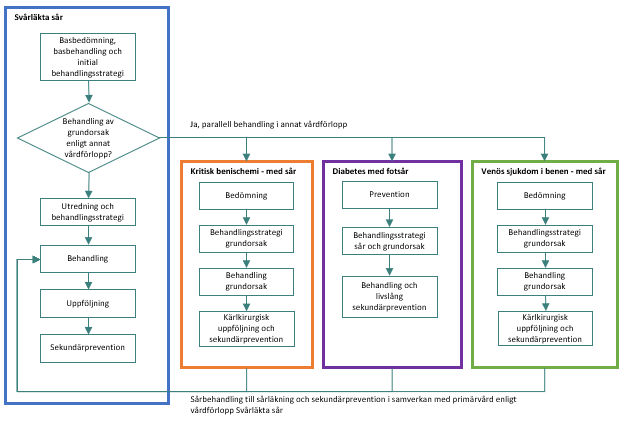 Svårläkta sår
Basbedömning,
basbehandling och
initial
behandlingsstrategi
Behandling av
grundorsak
enligt annat
vårdförlopp?
Utredning och
behandlingsstrategi
Behandling
Uppföljning
Sekundärprevention
Ja, parallell behandling i annat vårdförlopp
Kritisk benischemi - med sår
Bedömning
Behandlingsstrategi
grundorsak
Behandling
grundorsak
Kärlkirurgisk
uppföljning och
sekundärprevention
Diabetes med fotsår
Prevention
Behandlingsstrategi
sår och grundorsak
Behandling och
livslång
sekundärprevention
Venös sjukdom i benen - med sår
Bedömning
Behandlingsstrategi
grundorsak
Behandling
grundorsak
Kärlkirurgisk
uppföljning och
sekundärprevention
Sårbehandling till sårläkning och sekundärprevention i samverkan med primärvård enligt
vårdförlopp Svårläkta sår